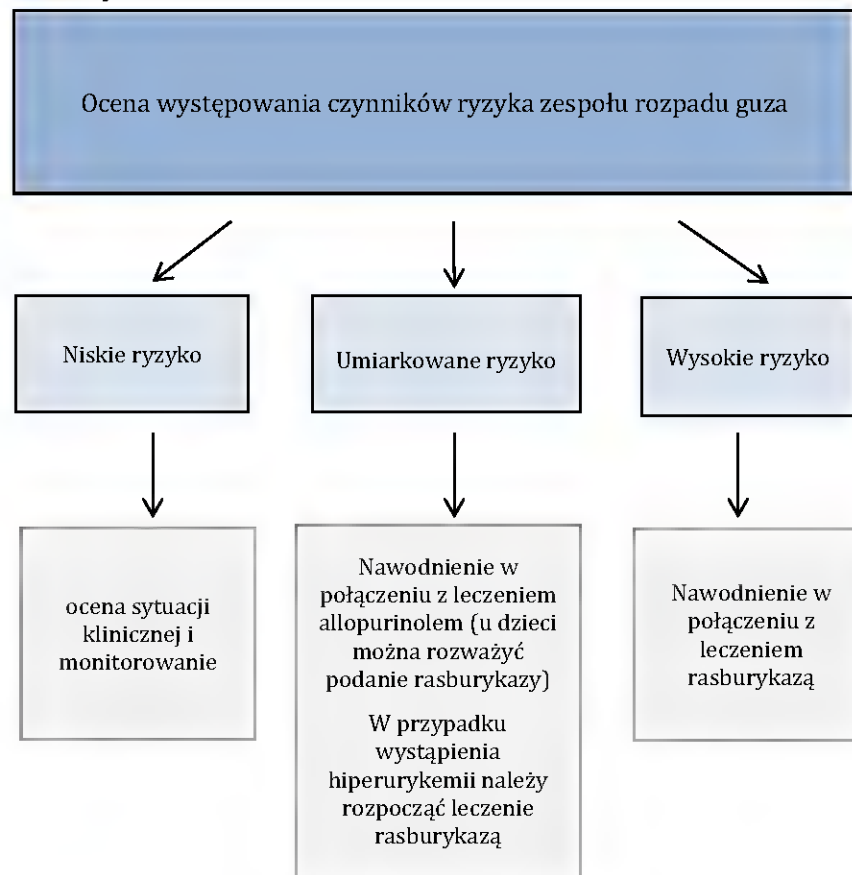 Ocena występowania czynników ryzyka zespołu rozpadu guza
Niskie ryzyko
Umiarkowane ryzyko
Wysokie ryzyko
ocena sytuacji
klinicznej i
monitorowanie
Nawodnienie w
połączeniu z leczeniem
allopurinolem (u dzieci
można rozważyć
podanie rasburykazy)
W przypadku
wystąpienia
hiperurykemii należy
rozpocząć leczenie
rasburykazą
Nawodnienie w
połączeniu z
leczeniem
rasburykazą